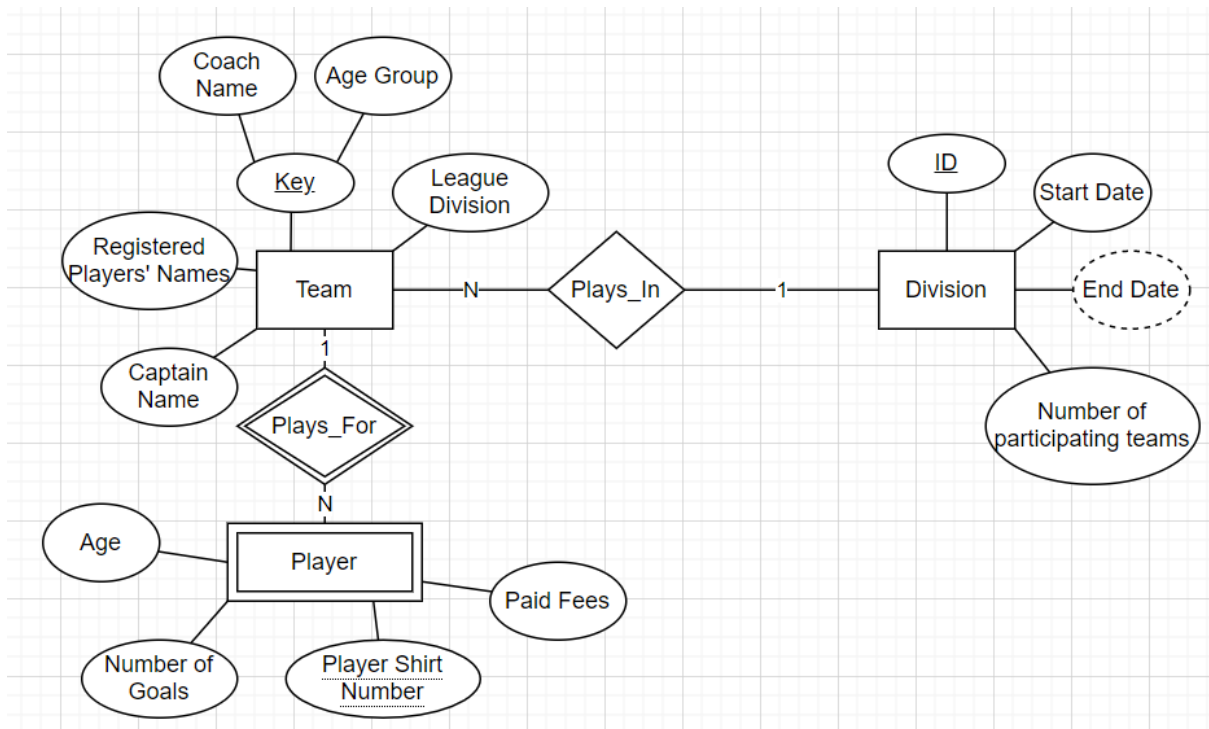 Coach
Name
Age Group
Key
League
Division
ID
Start Date
Registered
Players' Names
Team
N
Plays_In
1
Division
End Date
1
Captain
Name
Plays_For
Number of
participating teams
N
Age
Player
Paid Fees
Number of
Goals
Player Shirt
Number